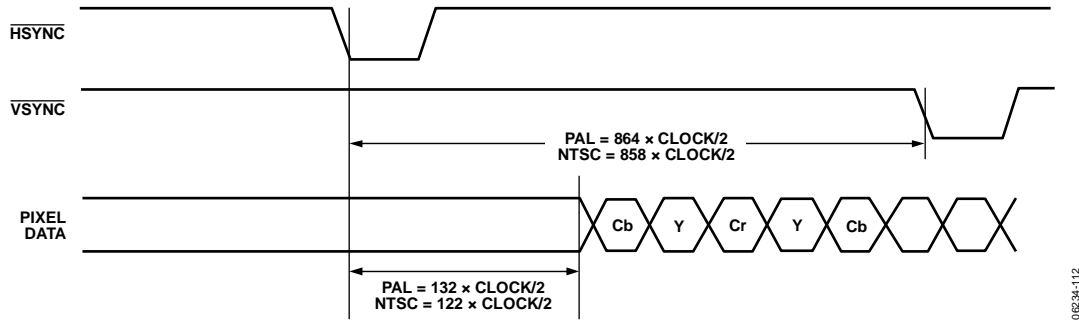 HSYNC
VSYNC
PAL = 864 × CLOCK/2
NTSC = 858 × CLOCK/2
PIXEL
DATA
Cb Y Cr Y Cb
PAL = 132 × CLOCK/2
NTSC = 122 × CLOCK/2
06234-112